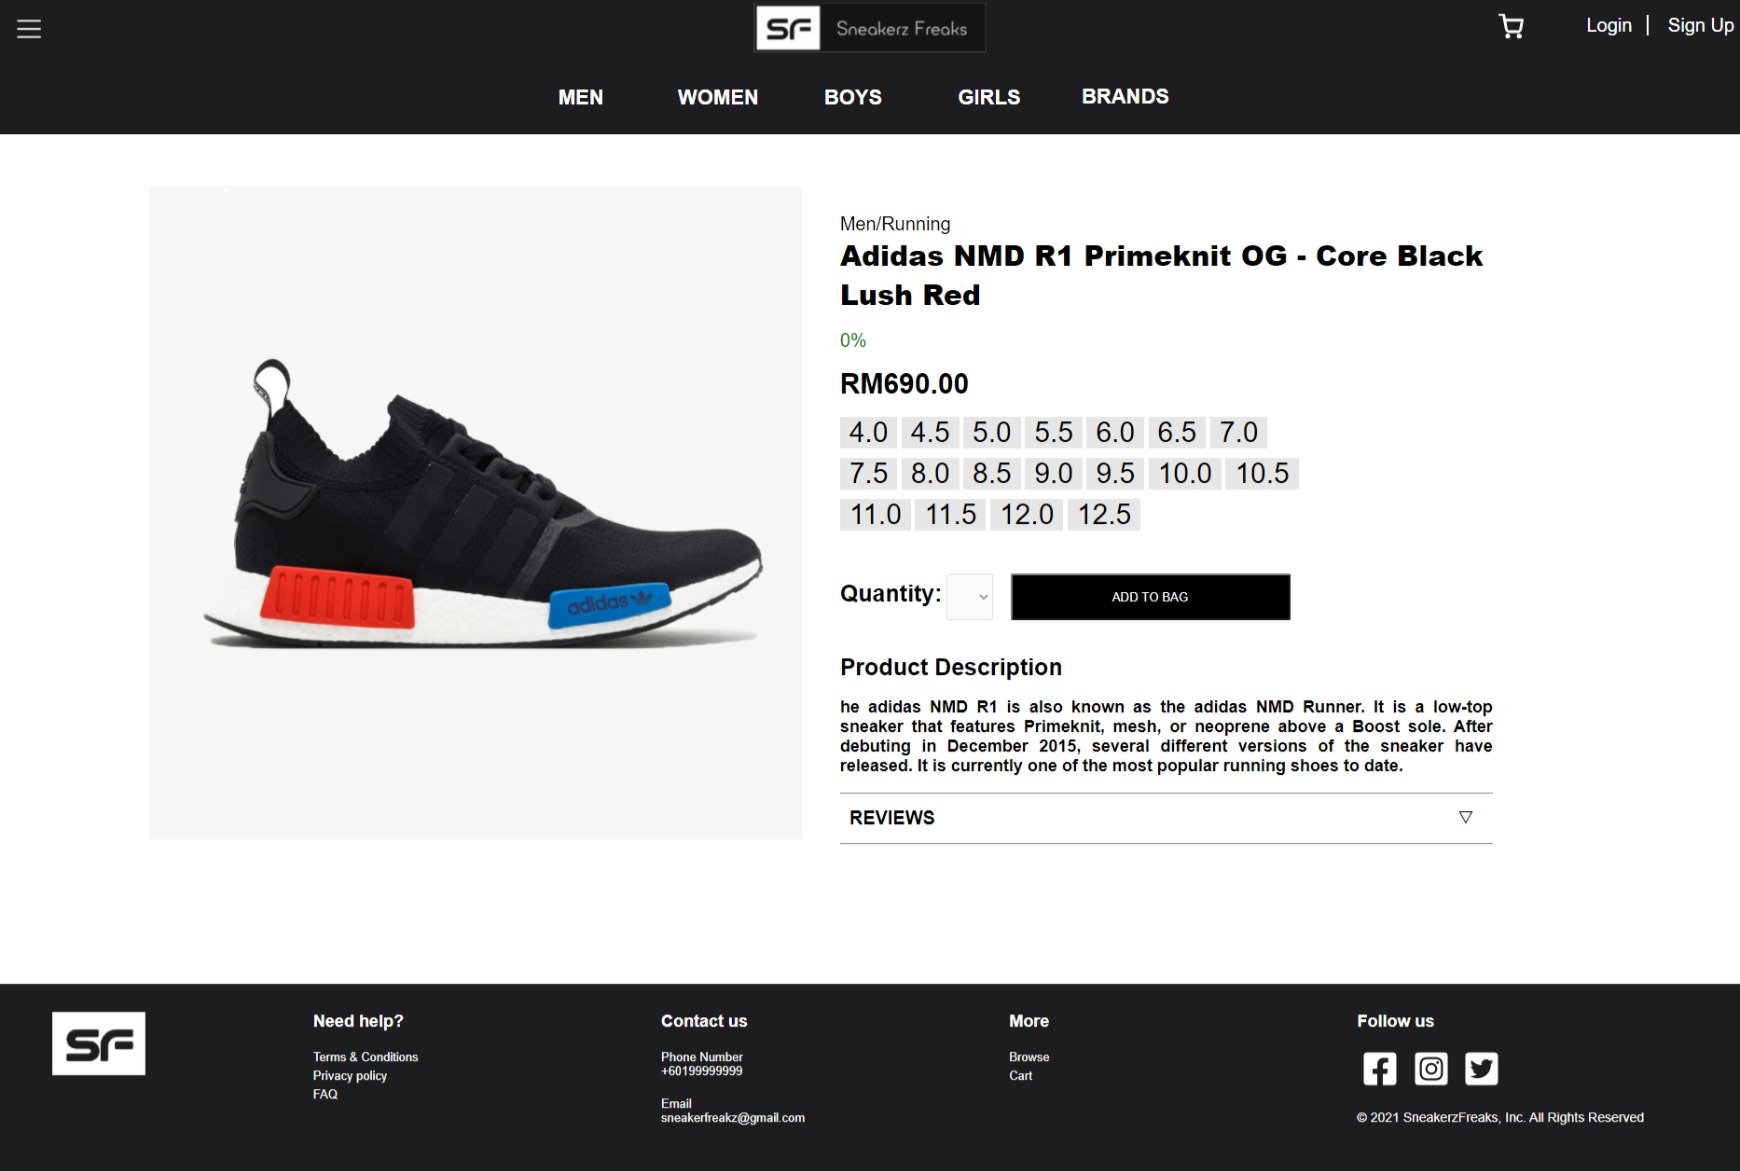 SF Sneakerz Freaks
Login | Sign Up
MEN WOMEN BOYS GIRLS BRANDS
Men/Running
Adidas NMD R1 Primeknit OG - Core Black
Lush Red
0%
RM690.00
4.0 4.5 5.0 5.5 6.0 6.5 7.0
7.5 8.0 8.5 9.0 9.5 10.0 10.5
11.0 11.5 12.0 12.5
adidas
Quantity: ADD TO BAG
Product Description
he adidas NMD R1 is also known as the adidas NMD Runner. It is a low-top
sneaker that features Primeknit, mesh, or neoprene above a Boost sole. After
debuting in December 2015, several different versions of the sneaker have
released. It is currently one of the most popular running shoes to date.
REVIEWS
SF
Need help?
Terms & Conditions
Privacy policy
FAQ
Contact us
Phone Number
+60199999999
Email
sneakerfreakz@gmail.com
More
Browse
Cart
Follow us
© 2021 SneakerzFreaks, Inc. All Rights Reserved